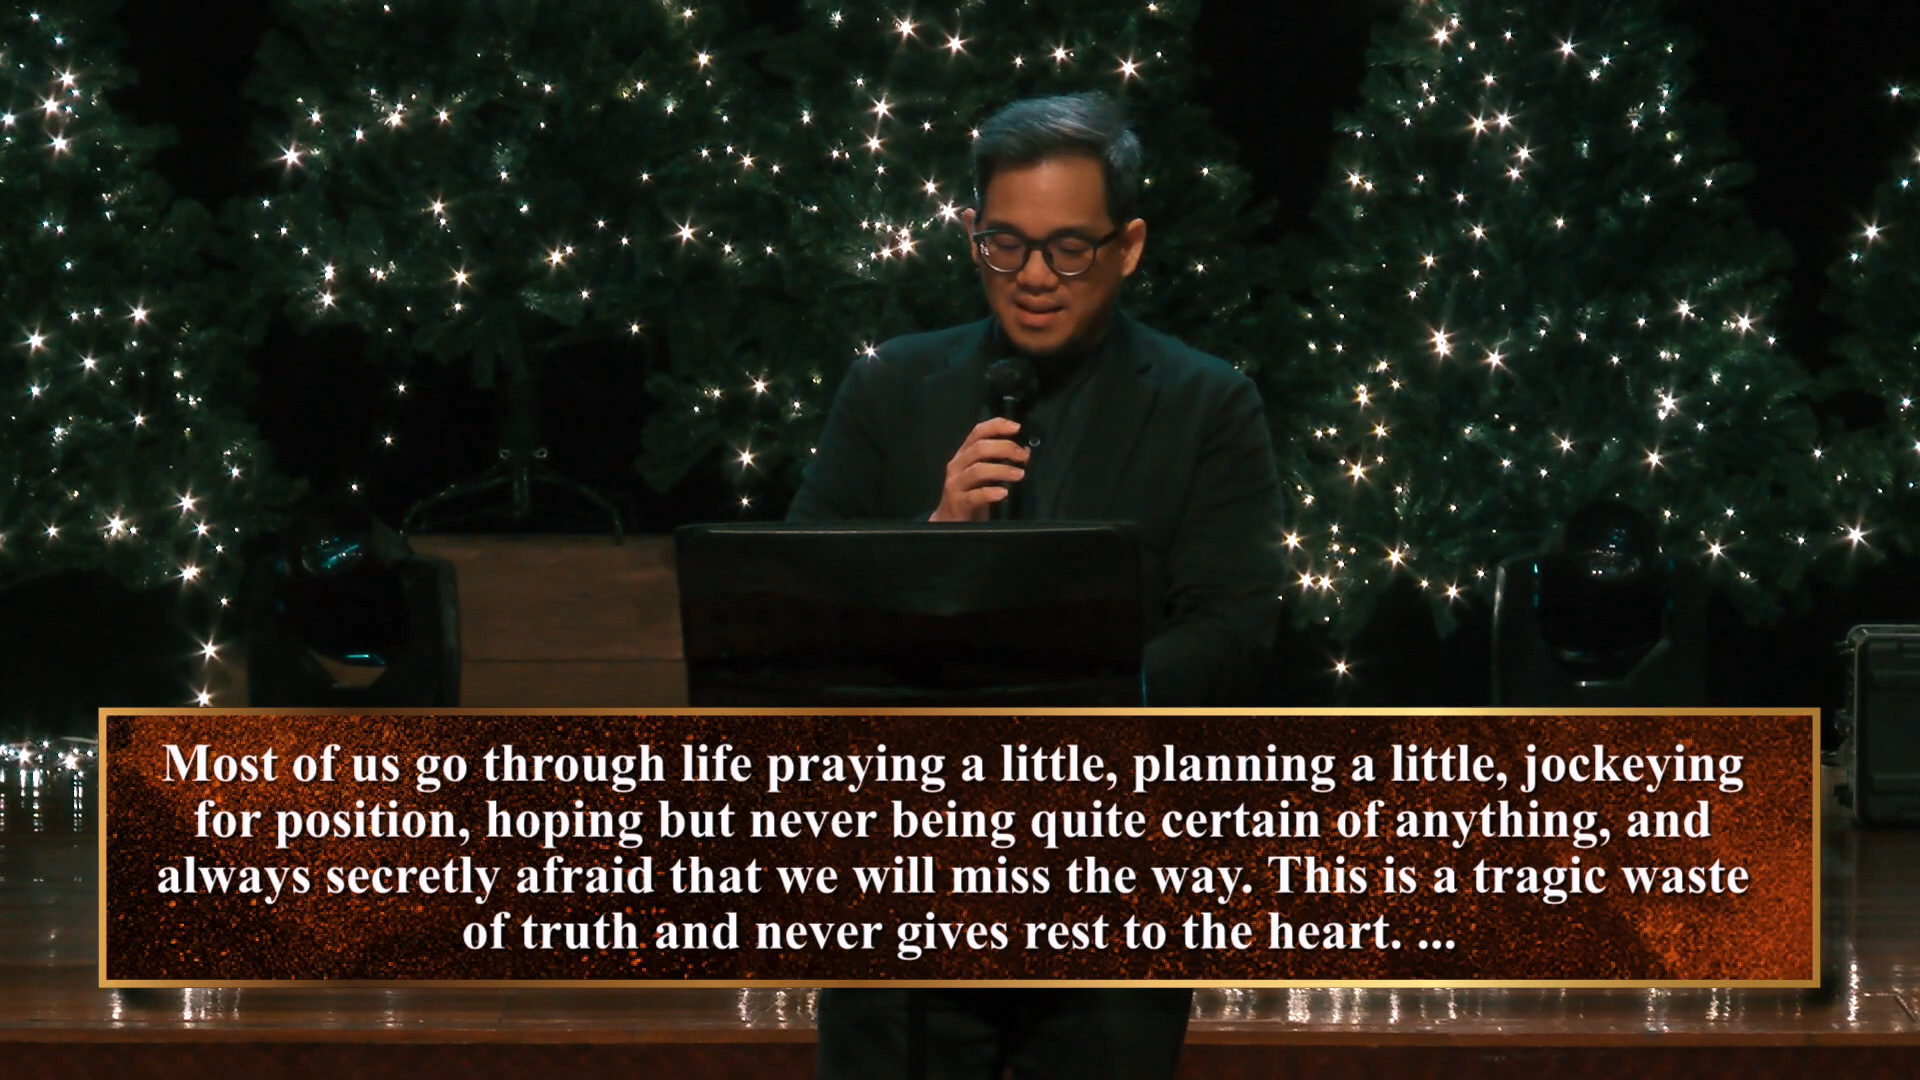 Most of us go through life praying a little, planning a little, jockeying
for position, hoping but never being quite certain of anything, and
always secretly afraid that we will miss the way. This is a tragic waste
of truth and never gives rest to the heart. ...